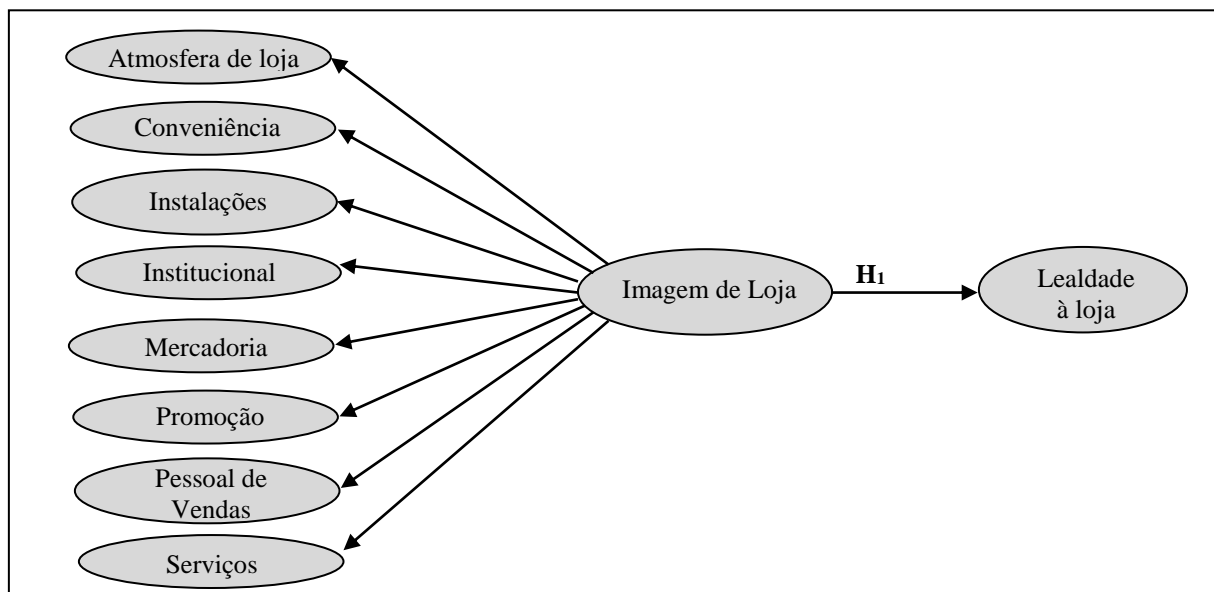 Atmosfera de loja
Conveniência
Instalações
Institucional
Mercadoria
Promoção
Pessoal de
Vendas
Serviços
Imagem de Loja
H1
Lealdade
à loja